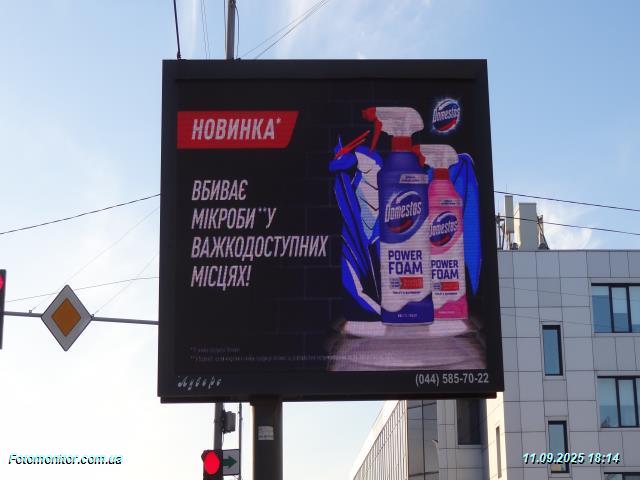 НОВИНКА*
Domestos
ВБИВАЄ
МІКРОБИ**У
ВАЖКОДОСТУПНИХ
МІСЦЯХ!
Domestos
POWER
FOAM
Domestos
POWER
FOAM
(044) 585-70-22
Fotomonitor.com.ua
11.09.2025 18:14